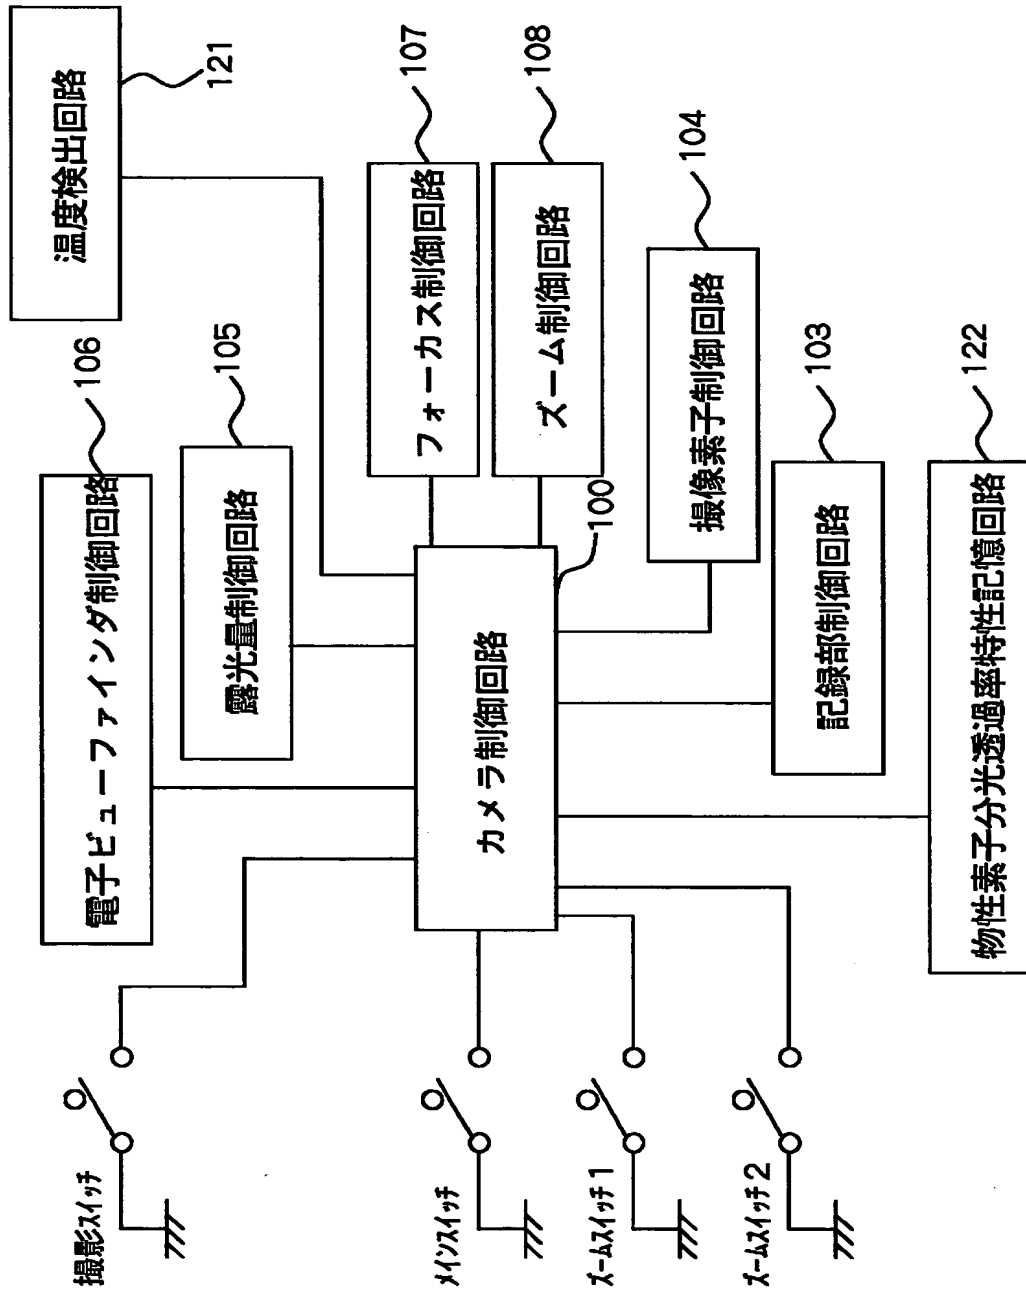 温度検出回路
121
電子ビューファインダ制御回路
106
露光量制御回路
105
フォーカス制御回路
107
ズーム制御回路
108
カメラ制御回路
100
撮像素子制御回路
104
記録部制御回路
103
物性素子分光透過率特性記憶回路
122
撮影スイッチ
メインスイッチ
ズームスイッチ1
ズームスイッチ2